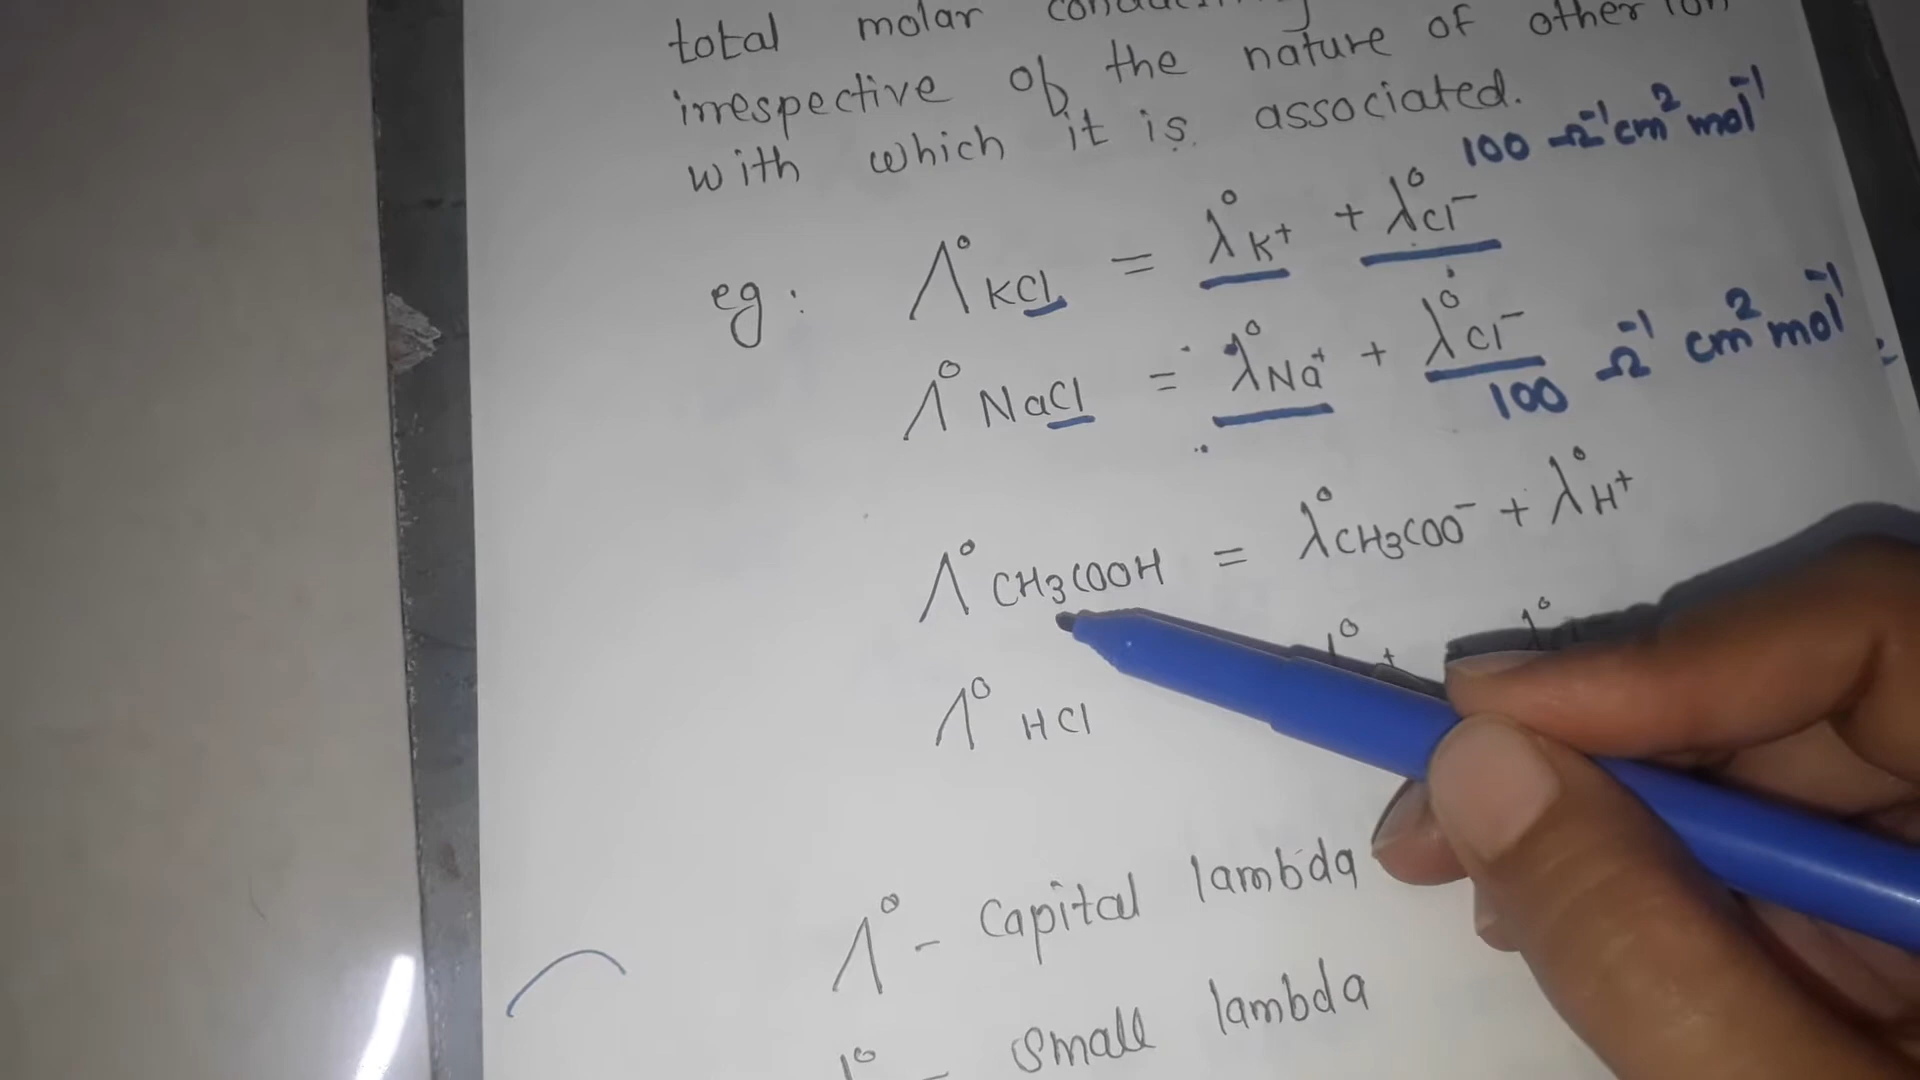 total molar
irrespective of the nature of other ion
with which it is associated.
100 Ω⁻¹ cm² mol⁻¹
eg: Λ°KCl = λ°K⁺ + λ°Cl⁻
Λ°NaCl = λ°Na⁺ + λ°Cl⁻
100 Ω⁻¹ cm² mol⁻¹
Λ°CH3COOH = λ°CH3COO⁻ + λ°H⁺
Λ°HCl
Λ° - Capital lambda
small lambda